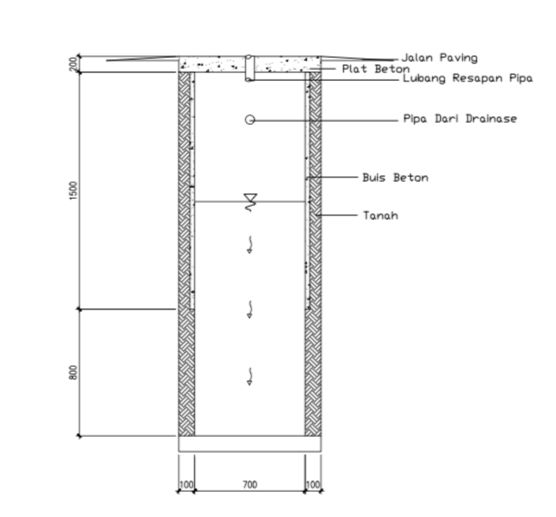 Jalan Paving
200
Plat Beton
Lubang Resapan Pipa
Pipa Dari Drainase
1500
Buis Beton
Tanah
800
100 700 100